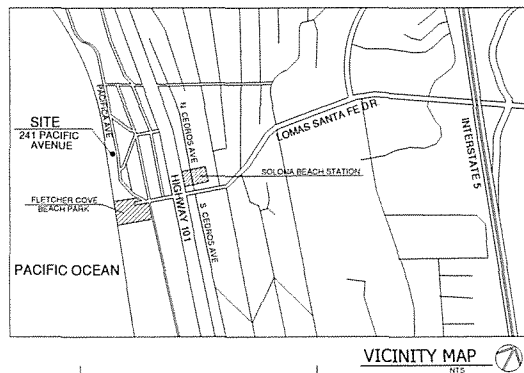 PACIFICA AVE
SITE
241 PACIFIC
AVENUE
N CEDROS AVE
LOMAS SANTA FE DR.
INTERSTATE 5
SOLONA BEACH STATION
FLETCHER COVE
BEACH PARK
HIGHWAY 101
S CEDROS AVE
PACIFIC OCEAN
VICINITY MAP
NTS